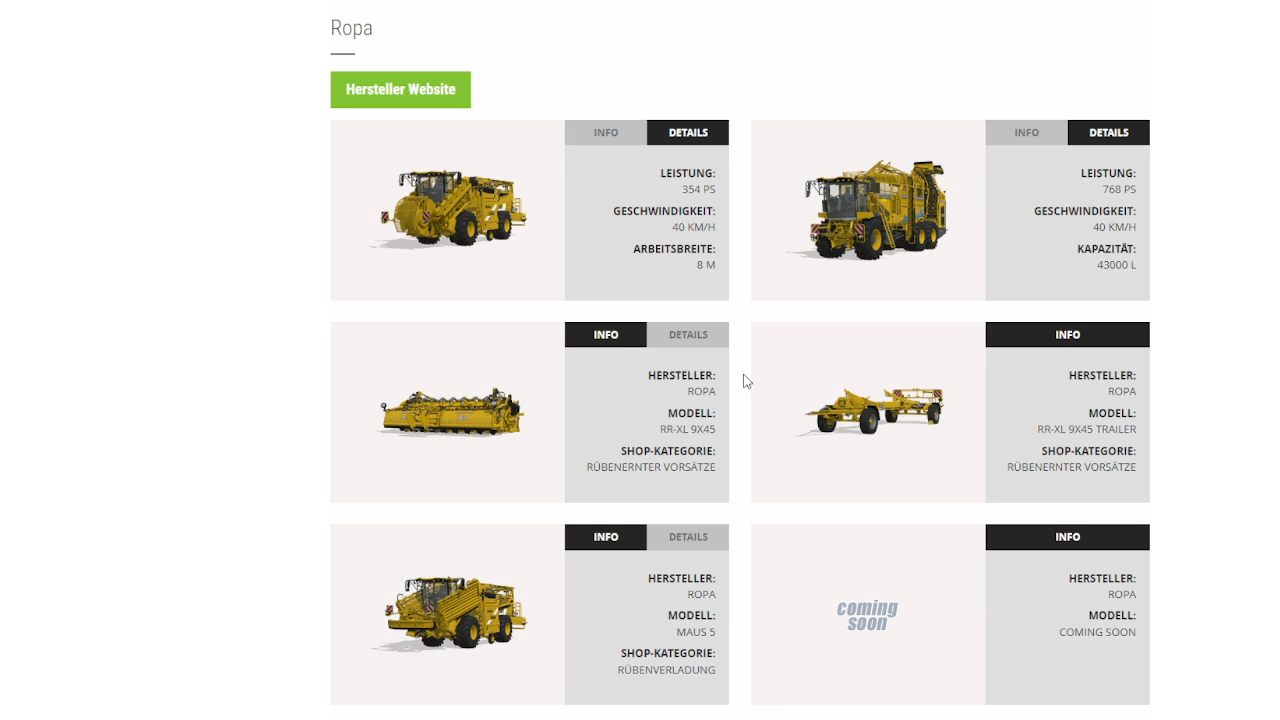 Ropa
Hersteller Website
INFO DETAILS
LEISTUNG:
354 PS
GESCHWINDIGKEIT:
40 KM/H
ARBEITSBREITE:
8 M
INFO DETAILS
LEISTUNG:
768 PS
GESCHWINDIGKEIT:
40 KM/H
KAPAZITÄT:
43000 L
INFO DETAILS
HERSTELLER:
ROPA
MODELL:
RR-XL 9X45
SHOP-KATEGORIE:
RÜBENERNTER VORSÄTZE
INFO
HERSTELLER:
ROPA
MODELL:
RR-XL 9X45 TRAILER
SHOP-KATEGORIE:
RÜBENERNTER VORSÄTZE
INFO DETAILS
HERSTELLER:
ROPA
MODELL:
MAUS 5
SHOP-KATEGORIE:
RÜBENVERLADUNG
coming
soon
INFO
HERSTELLER:
ROPA
MODELL:
COMING SOON